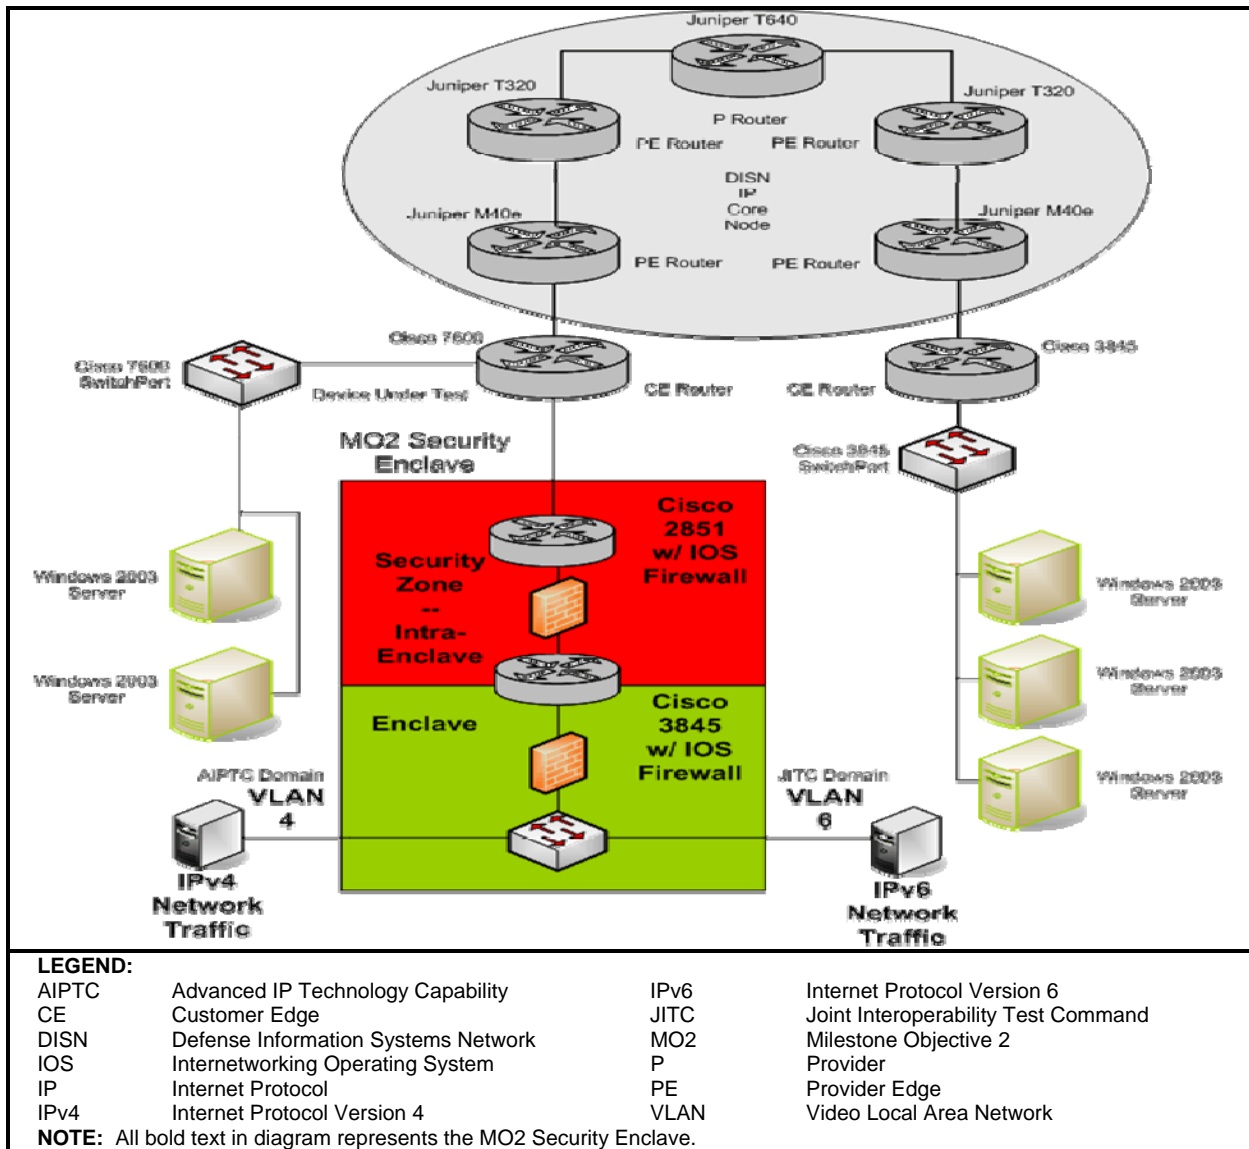 Juniper T640
Juniper T320
Juniper T320
P Router
PE Router
PE Router
DISN
IP
Core
Node
Juniper M40e
Juniper M40e
PE Router
PE Router
Cisco 7600
Cisco 3845
Cisco 7600
SwitchPort
Device Under Test
CE Router
CE Router
MO2 Security
Enclave
Cisco 3845
SwitchPort
Cisco
2851
w/ IOS
Firewall
Security
Zone
--
Intra-
Enclave
Windows 2003
Server
Windows 2003
Server
Windows 2003
Server
Windows 2003
Server
Windows 2003
Server
Enclave
Cisco
3845
w/ IOS
Firewall
AIPTC Domain
VLAN
4
JITC Domain
VLAN
6
IPv4
Network
Traffic
IPv6
Network
Traffic
LEGEND:
AIPTC Advanced IP Technology Capability IPv6 Internet Protocol Version 6
CE Customer Edge JITC Joint Interoperability Test Command
DISN Defense Information Systems Network MO2 Milestone Objective 2
IOS Internetworking Operating System P Provider
IP Internet Protocol PE Provider Edge
IPv4 Internet Protocol Version 4 VLAN Video Local Area Network
NOTE: All bold text in diagram represents the MO2 Security Enclave.